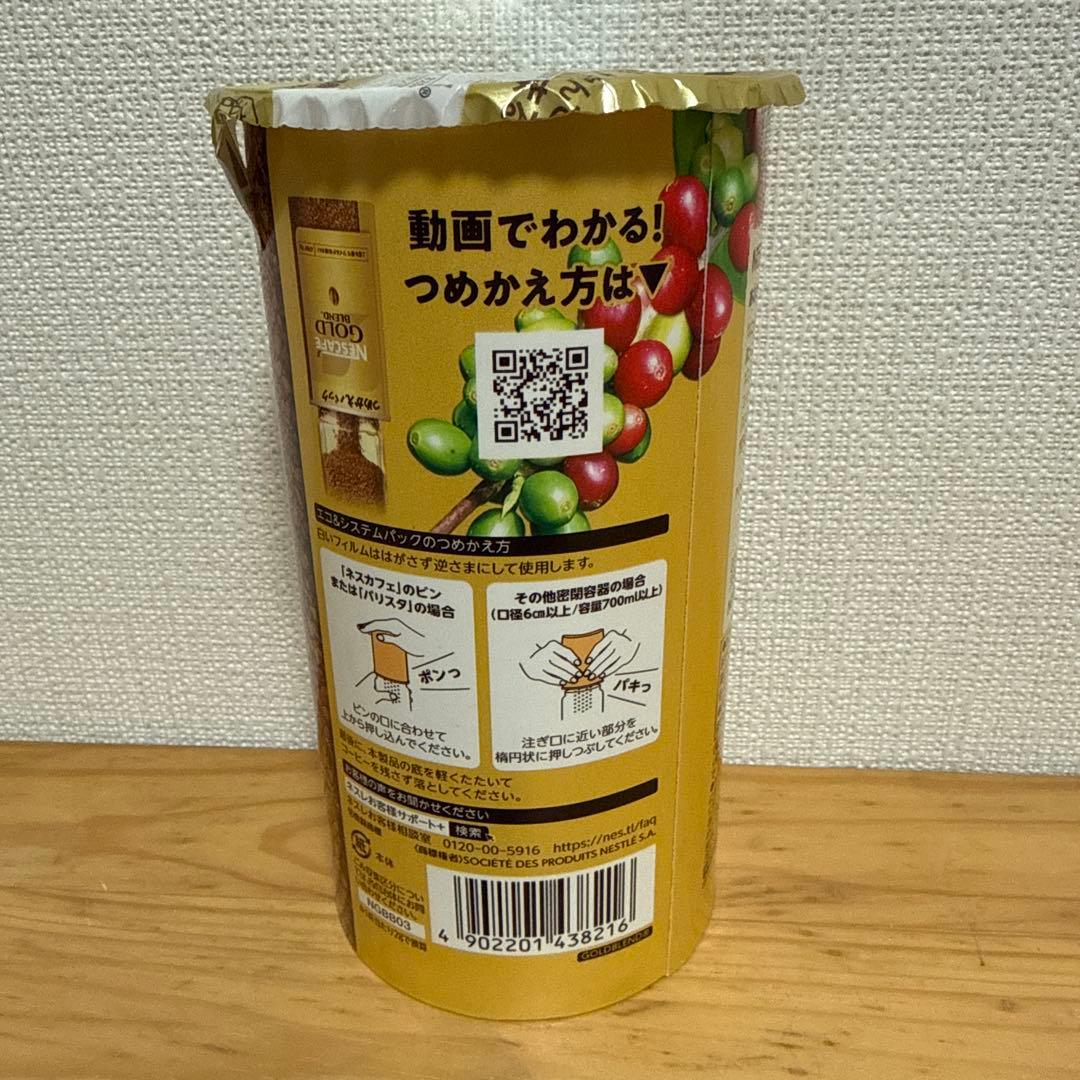 動画でわかる!
つめかえ方は▼
NESCAFÉ
GOLD
BLEND.
つめかえパック
エコ&システムパックのつめかえ方
白いフィルムははがさず逆さまにして使用します。
「ネスカフェ」のビン
または「バリスタ」の場合
ポンっ
ビンの口に合わせて
上から押し込んでください。
その他密閉容器の場合
(口径6cm以上/容量700ml以上)
パキっ
注ぎ口に近い部分を
楕円状に押しつぶしてください。
最後に、本製品の底を軽くたたいて
コーヒーを残さず落としてください。
お客様の声をお聞かせください
ネスレお客様サポート+ 検索
ネスレお客様相談室 0120-00-5916 https://nes.tl/faq
(商標権者)SOCIÉTÉ DES PRODUITS NESTLÉ S.A.
紙 本体
NGBB03
4 902201 438216
GOLDBLEND®